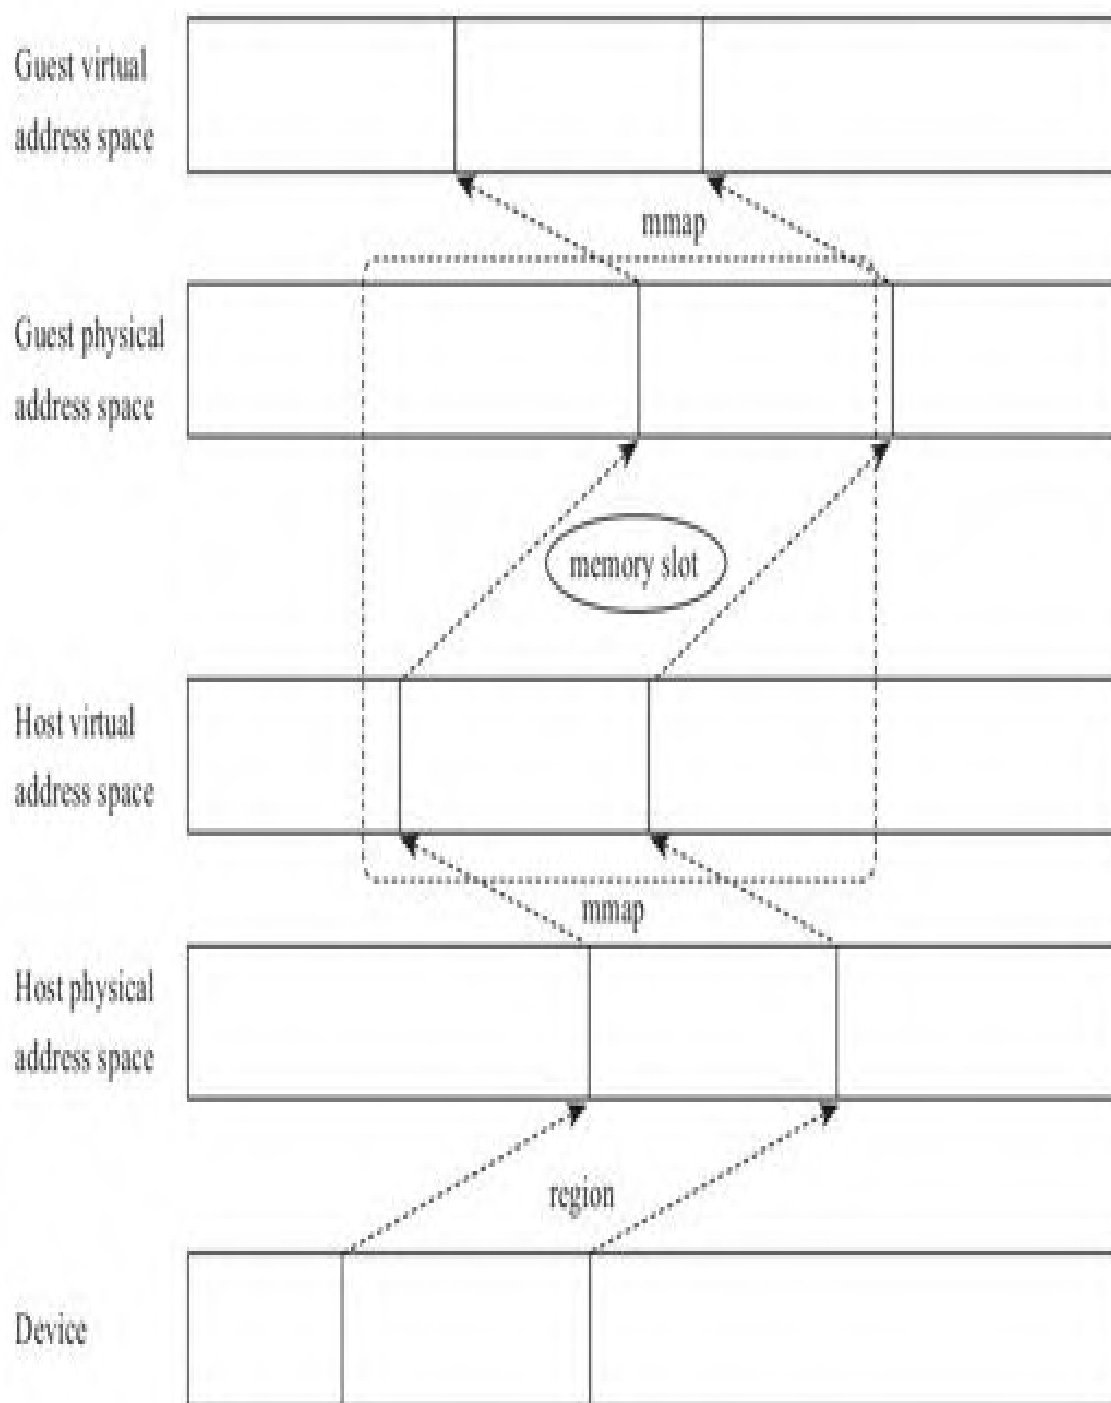 Guest virtual
address space
mmap
Guest physical
address space
memory slot
Host virtual
address space
mmap
Host physical
address space
region
Device